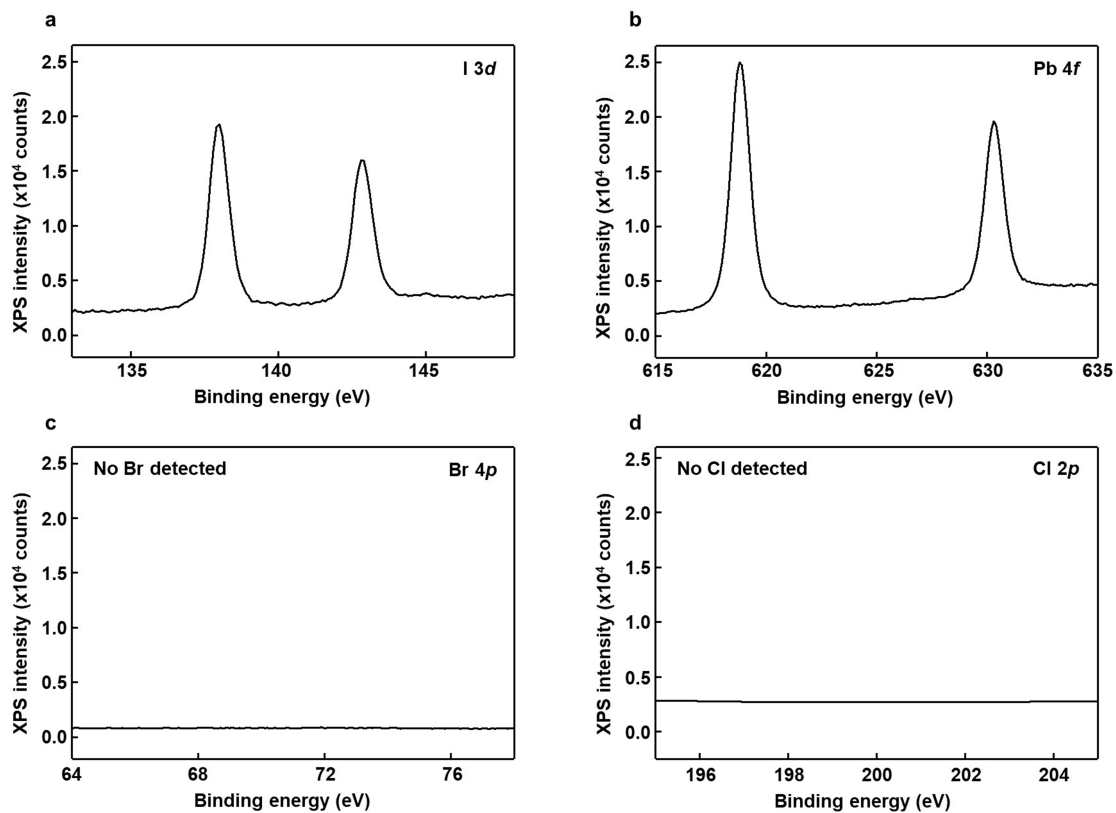 a
I 3d
XPS intensity (x10⁴ counts)
2.5
2.0
1.5
1.0
0.5
0.0
135
140
145
Binding energy (eV)
b
Pb 4f
XPS intensity (x10⁴ counts)
2.5
2.0
1.5
1.0
0.5
0.0
615
620
625
630
635
Binding energy (eV)
c
No Br detected
Br 4p
XPS intensity (x10⁴ counts)
2.5
2.0
1.5
1.0
0.5
0.0
64
68
72
76
Binding energy (eV)
d
No Cl detected
Cl 2p
XPS intensity (x10⁴ counts)
2.5
2.0
1.5
1.0
0.5
0.0
196
198
200
202
204
Binding energy (eV)